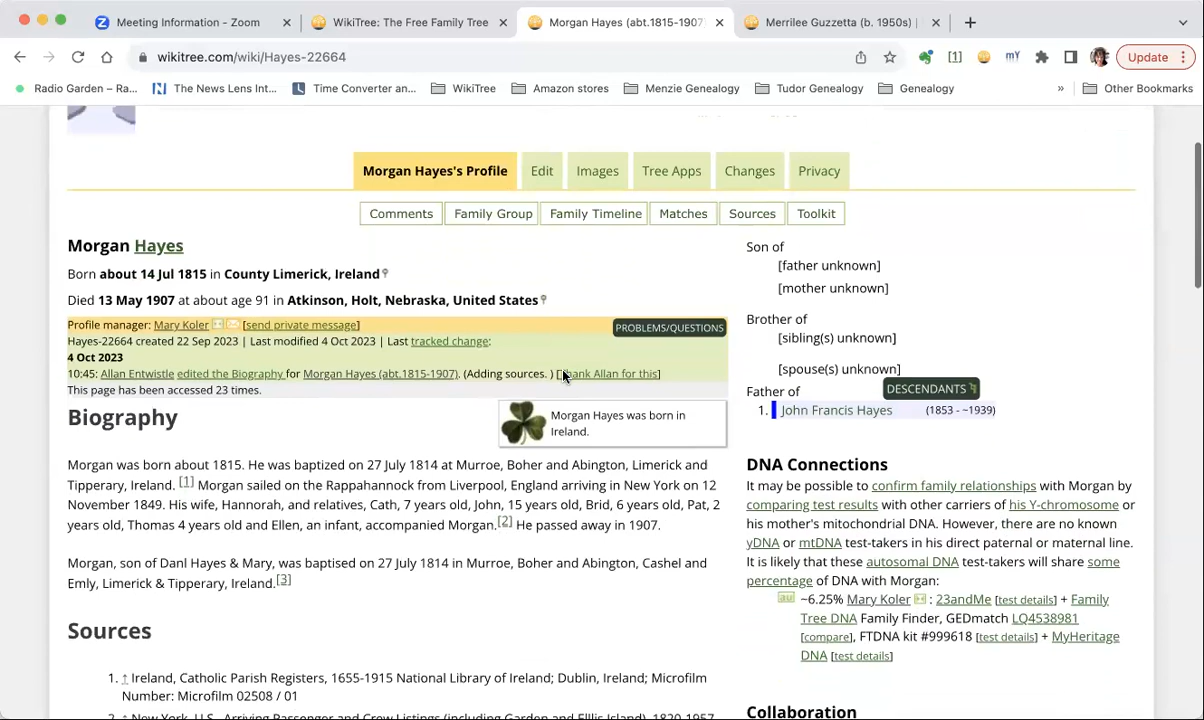 Meeting Information - Zoom
WikiTree: The Free Family Tree
Morgan Hayes (abt.1815-1907)
Merrilee Guzzetta (b. 1950s) |
wikitree.com/wiki/Hayes-22664
[1]
mY
Update
Radio Garden – Ra...
The News Lens Int...
Time Converter an...
WikiTree
Amazon stores
Menzie Genealogy
Tudor Genealogy
Genealogy
»
Other Bookmarks
Morgan Hayes's Profile
Edit
Images
Tree Apps
Changes
Privacy
Comments
Family Group
Family Timeline
Matches
Sources
Toolkit
Morgan Hayes
Born about 14 Jul 1815 in County Limerick, Ireland
Died 13 May 1907 at about age 91 in Atkinson, Holt, Nebraska, United States
Profile manager: Mary Koler [send private message]
PROBLEMS/QUESTIONS
Hayes-22664 created 22 Sep 2023 | Last modified 4 Oct 2023 | Last tracked change:
4 Oct 2023
10:45: Allan Entwistle edited the Biography for Morgan Hayes (abt.1815-1907). (Adding sources. ) [thank Allan for this]
This page has been accessed 23 times.
Biography
Morgan Hayes was born in
Ireland.
Morgan was born about 1815. He was baptized on 27 July 1814 at Murroe, Boher and Abington, Limerick and
Tipperary, Ireland. [1] Morgan sailed on the Rappahannock from Liverpool, England arriving in New York on 12
November 1849. His wife, Hannorah, and relatives, Cath, 7 years old, John, 15 years, Brid, 6 years old, Pat, 2
years old, Thomas 4 years old and Ellen, an infant, accompanied Morgan.[2] He passed away in 1907.
Morgan, son of Danl Hayes & Mary, was baptised on 27 July 1814 in Murroe, Boher and Abington, Cashel and
Emly, Limerick & Tipperary, Ireland.[3]
Sources
1. ↑ Ireland, Catholic Parish Registers, 1655-1915 National Library of Ireland; Dublin, Ireland; Microfilm
Number: Microfilm 02508 / 01
2. ↑ New York, U.S., Arriving Passenger and Crew Listings (including Garden and Elllis Island), 1820-1957
Son of
[father unknown]
[mother unknown]
Brother of
[sibling(s) unknown]
[spouse(s) unknown]
DESCENDANTS
Father of
1. John Francis Hayes (1853 - ~1939)
DNA Connections
It may be possible to confirm family relationships with Morgan by
comparing test results with other carriers of his Y-chromosome or
his mother's mitochondrial DNA. However, there are no known
yDNA or mtDNA test-takers in his direct paternal or maternal line.
It is likely that these autosomal DNA test-takers will share some
percentage of DNA with Morgan:
au ~6.25% Mary Koler : 23andMe [test details] + Family
Tree DNA Family Finder, GEDmatch LQ4538981
[compare], FTDNA kit #999618 [test details] + MyHeritage
DNA [test details]
Collaboration